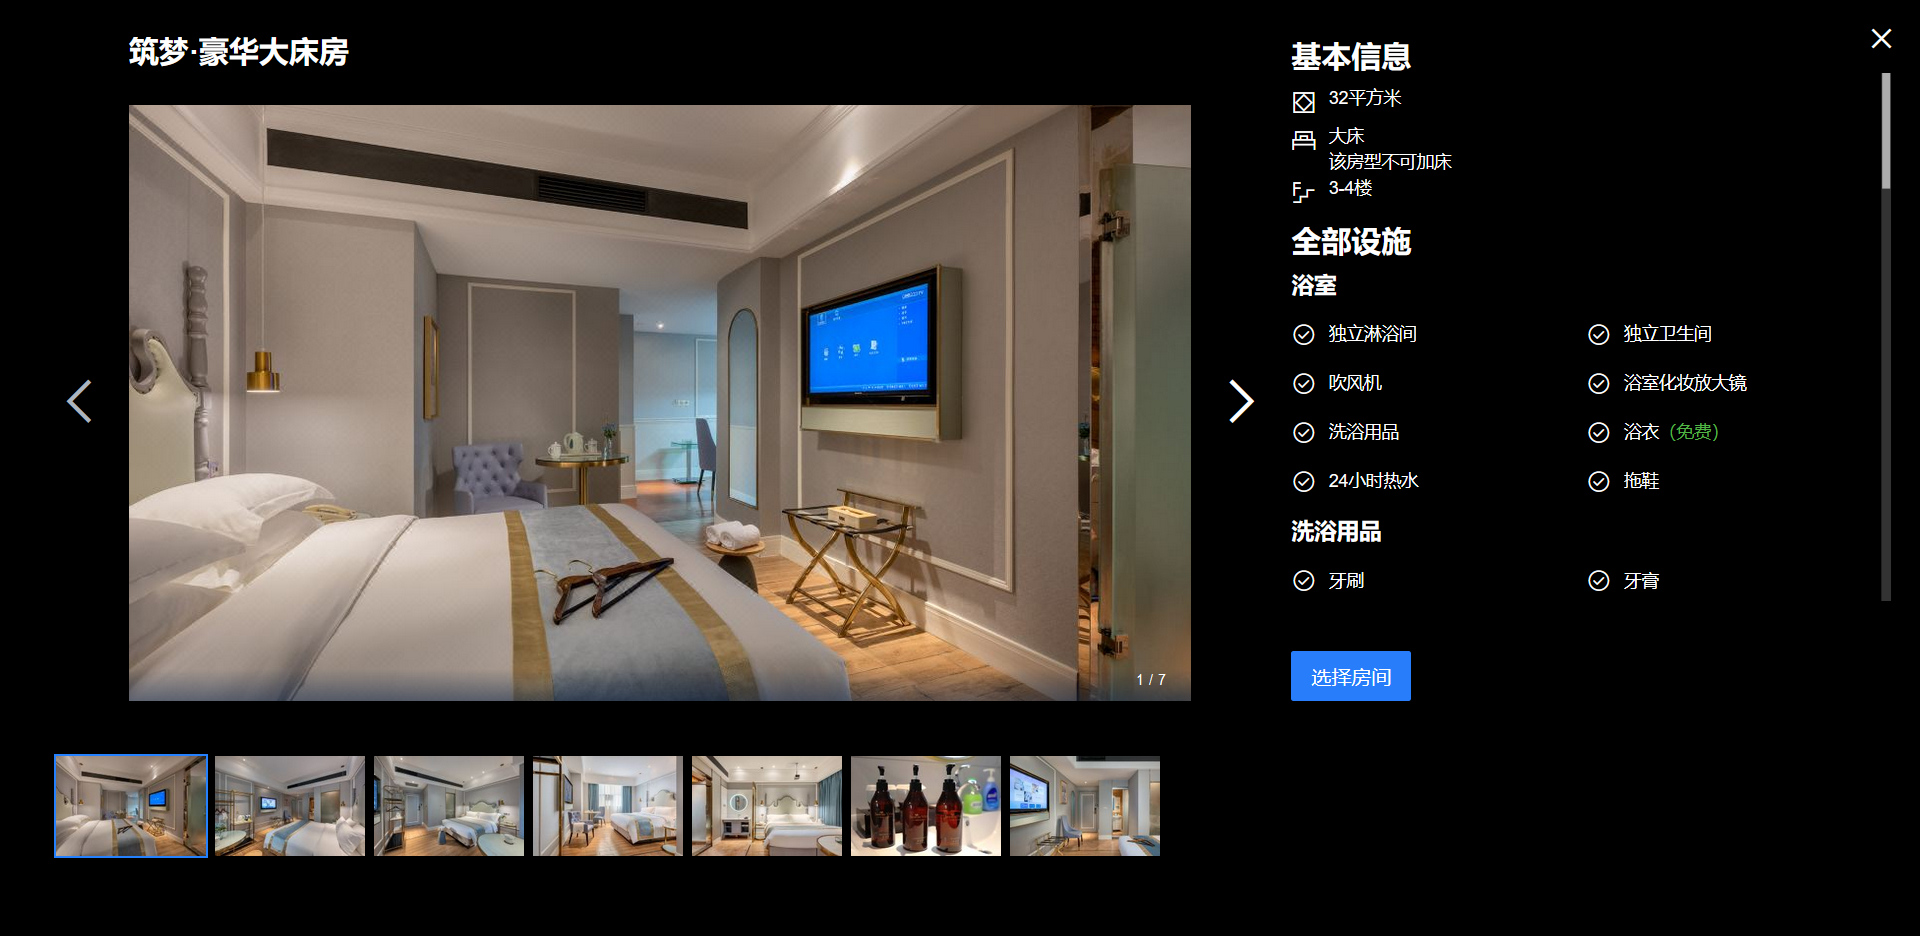 筑梦·豪华大床房
1 / 7
基本信息
32平方米
大床
该房型不可加床
3-4楼
全部设施
浴室
独立淋浴间
独立卫生间
吹风机
浴室化妆放大镜
洗浴用品
浴衣 (免费)
24小时热水
拖鞋
洗浴用品
牙刷
牙膏
选择房间